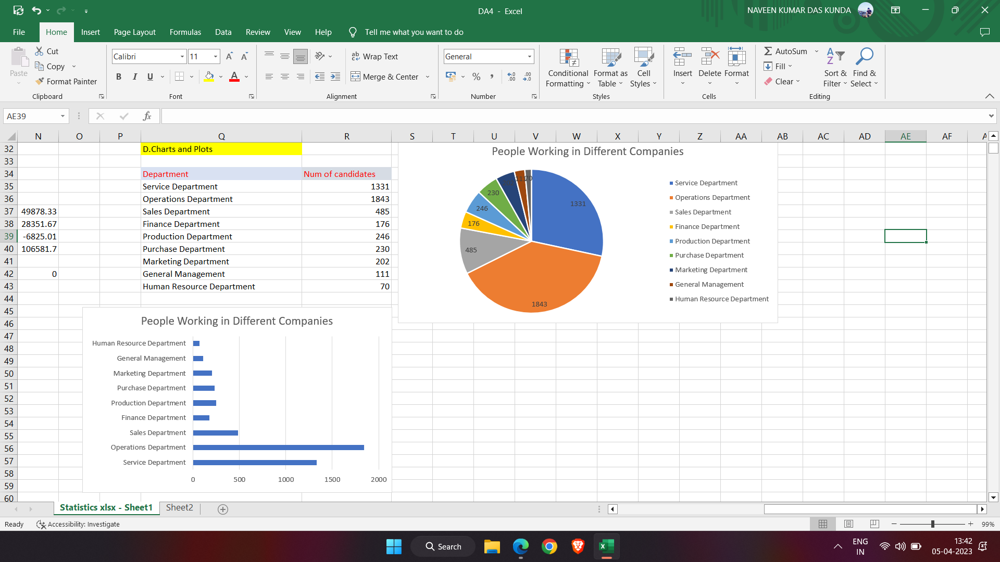 DA4 - Excel
NAVEEN KUMAR DAS KUNDA
File Home Insert Page Layout Formulas Data Review View Help Tell me what you want to do
Paste
Cut
Copy
Format Painter
Clipboard
Calibri 11
B I U
Font
Wrap Text
Merge & Center
Alignment
General
Number
Conditional Formatting
Format as Table
Cell Styles
Styles
Insert Delete Format
Cells
AutoSum
Fill
Clear
Sort & Filter
Find & Select
Editing
AE39
fx
N O P Q R S T U V W X Y Z AA AB AC AD AE AF
32 D.Charts and Plots
33
34 Department Num of candidates
35 Service Department 1331
36 Operations Department 1843
37 49878.33 Sales Department 485
38 28351.67 Finance Department 176
39 -6825.01 Production Department 246
40 106581.7 Purchase Department 230
41 Marketing Department 202
42 0 General Management 111
43 Human Resource Department 70
44
45
46
47
48
49
50
51
52
53
54
55
56
57
58
59
60
People Working in Different Companies
1331
1843
485
176
246
230
111
70
Service Department
Operations Department
Sales Department
Finance Department
Production Department
Purchase Department
Marketing Department
General Management
Human Resource Department
People Working in Different Companies
Human Resource Department
General Management
Marketing Department
Purchase Department
Production Department
Finance Department
Sales Department
Operations Department
Service Department
0 500 1000 1500 2000
Statistics xlsx - Sheet1 Sheet2
Ready Accessibility: Investigate
99%
Search
ENG
IN
13:42
05-04-2023